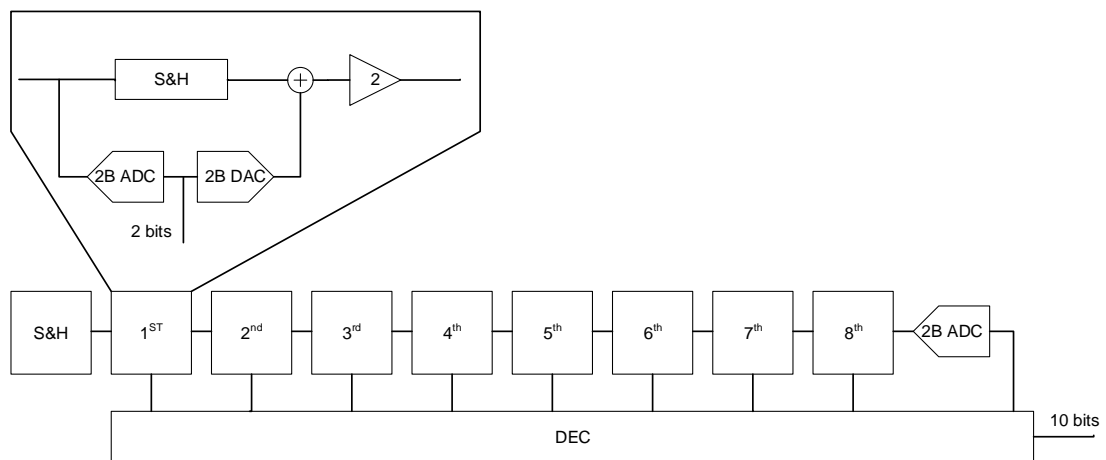 S&H
2
2B ADC
2B DAC
2 bits
S&H
1ST
2nd
3rd
4th
5th
6th
7th
8th
2B ADC
10 bits
DEC